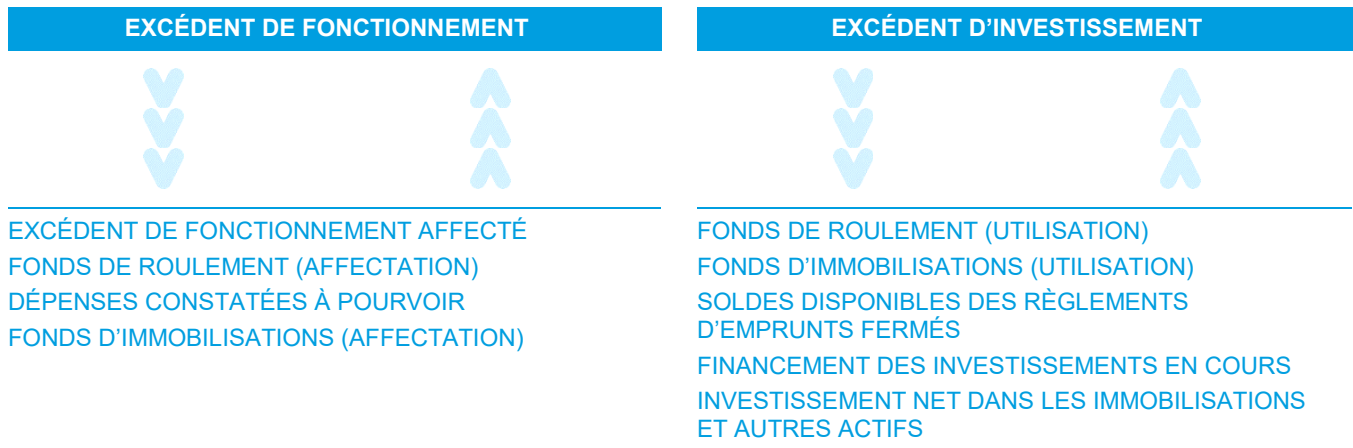 EXCÉDENT DE FONCTIONNEMENT
EXCÉDENT DE FONCTIONNEMENT AFFECTÉ
FONDS DE ROULEMENT (AFFECTATION)
DÉPENSES CONSTATÉES À POURVOIR
FONDS D'IMMOBILISATIONS (AFFECTATION)
EXCÉDENT D'INVESTISSEMENT
FONDS DE ROULEMENT (UTILISATION)
FONDS D'IMMOBILISATIONS (UTILISATION)
SOLDES DISPONIBLES DES RÈGLEMENTS
D'EMPRUNTS FERMÉS
FINANCEMENT DES INVESTISSEMENTS EN COURS
INVESTISSEMENT NET DANS LES IMMOBILISATIONS
ET AUTRES ACTIFS